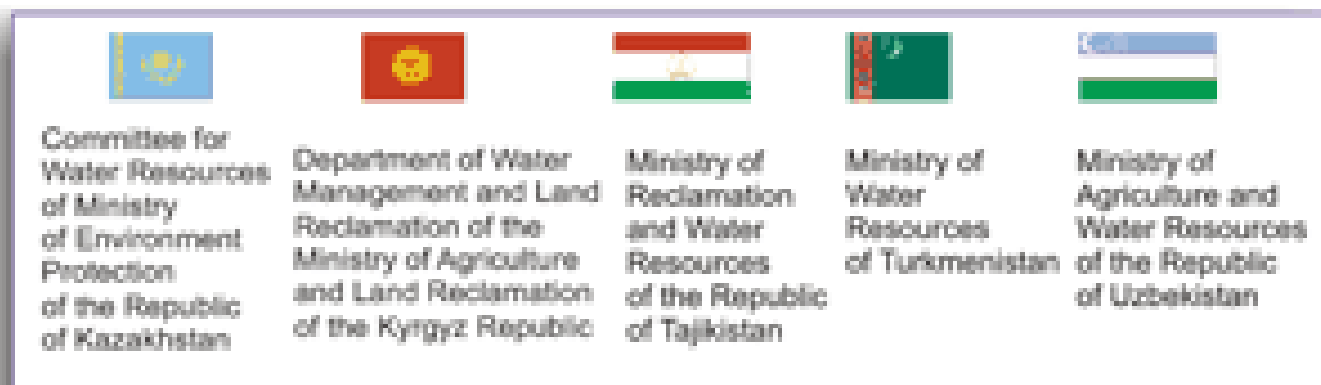 Committee for
Water Resources
of Ministry
of Environment
Protection
of the Republic
of Kazakhstan
Department of Water
Management and Land
Reclamation of the
Ministry of Agriculture
and Land Reclamation
of the Kyrgyz Republic
Ministry of
Reclamation
and Water
Resources
of the Republic
of Tajikistan
Ministry of
Water
Resources
of Turkmenistan
Ministry of
Agriculture and
Water Resources
of the Republic
of Uzbekistan